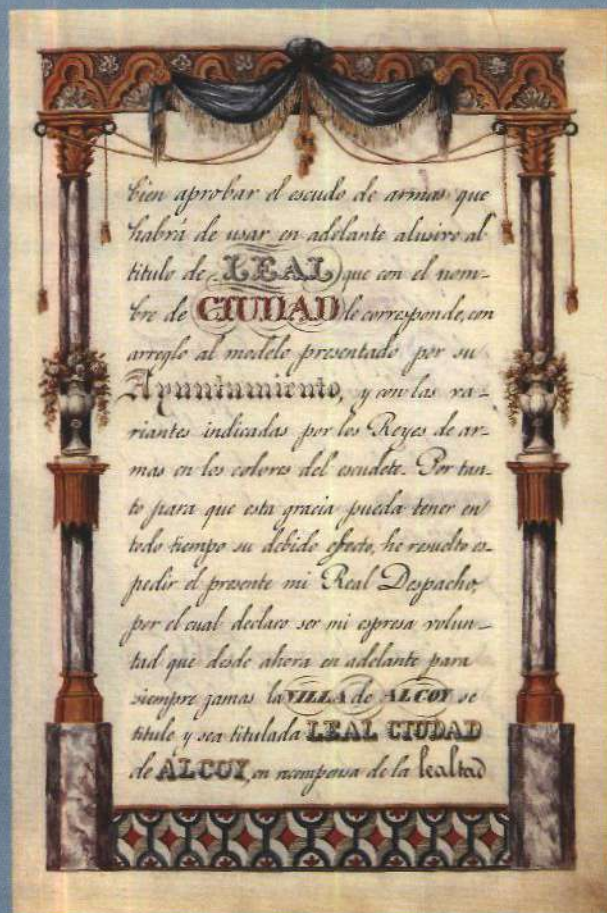 bien aprobar el escudo de armas que
habrá de usar en adelante alusivo al
titulo de LEAL que con el nom-
bre de CIUDAD le corresponde, con
arreglo al modelo presentado por su
Ayuntamiento, y con las va-
riantes indicadas por los Reyes de ar-
mas en los colores del escudete. Por tan-
to para que esta gracia pueda tener en
todo tiempo su debido efecto, he resuelto es-
pedir el presente mi Real Despacho,
por el cual declaro ser mi espresa volun-
tad que desde ahora en adelante para
siempre jamas la VILLA de ALCOY se
titule y sea titulada LEAL CIUDAD
de ALCOY, en recompensa de la lealtad